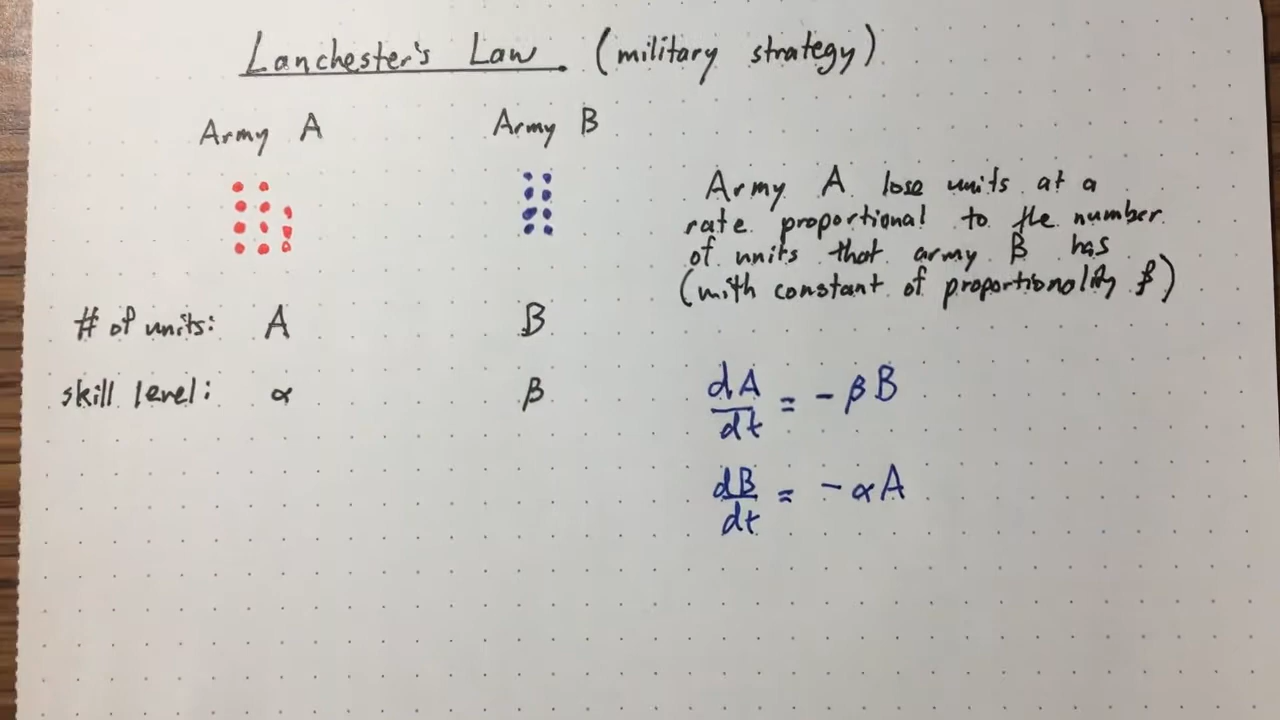 Lanchester's Law. (military strategy)
Army A
Army B
Army A lose units at a
rate proportional to the number
of units that army B has
(with constant of proportionality β)
# of units: A B
skill level: α β
dA/dt = - βB
dB/dt = - αA